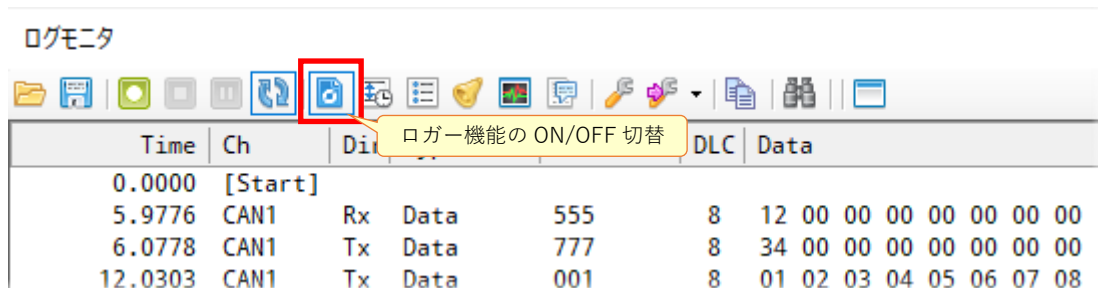 ログモニタ
ロガー機能の ON/OFF 切替
Time Ch DLC Data
0.0000 [Start]
5.9776 CAN1 Rx Data 555 8 12 00 00 00 00 00 00 00
6.0778 CAN1 Tx Data 777 8 34 00 00 00 00 00 00 00
12.0303 CAN1 Tx Data 001 8 01 02 03 04 05 06 07 08